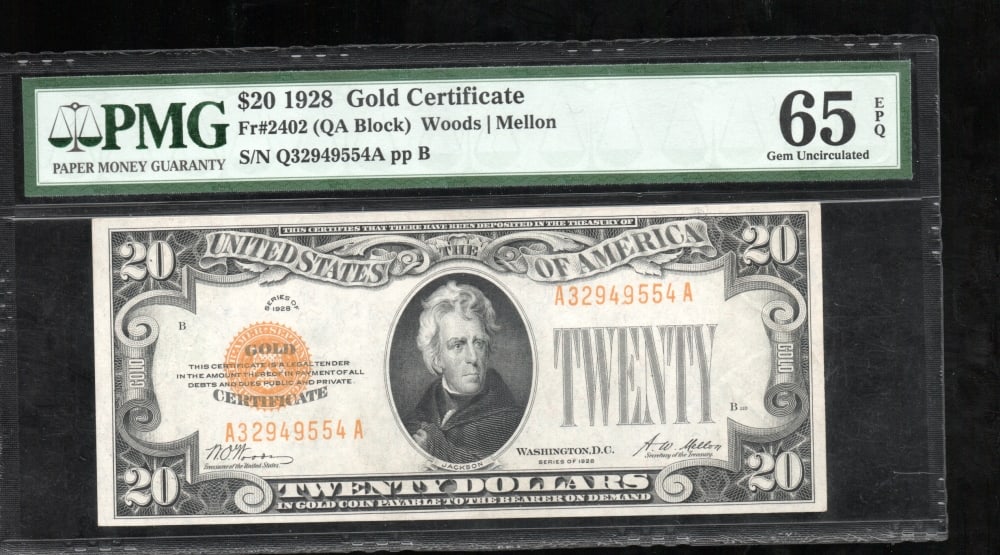 PMG
PAPER MONEY GUARANTY
$20 1928 Gold Certificate
Fr#2402 (QA Block) Woods | Mellon
S/N Q32949554A pp B
65
EPQ
Gem Uncirculated
THIS CERTIFIES THAT THERE HAVE BEEN DEPOSITED IN THE TREASURY OF
20
UNITED STATES
THE
OF AMERICA
20
A32949554A
SERIES OF
1928
B
GOLD
THIS CERTIFICATE IS A LEGAL TENDER
IN THE AMOUNT THEREOF IN PAYMENT OF ALL
DEBTS AND DUES PUBLIC AND PRIVATE.
CERTIFICATE
GOLD
TWENTY
GOLD
B
A32949554A
Treasurer of the United States.
JACKSON
WASHINGTON, D.C.
SERIES OF 1928
A.W. Mellon
Secretary of the Treasury.
20
TWENTY DOLLARS
IN GOLD COIN PAYABLE TO THE BEARER ON DEMAND
20